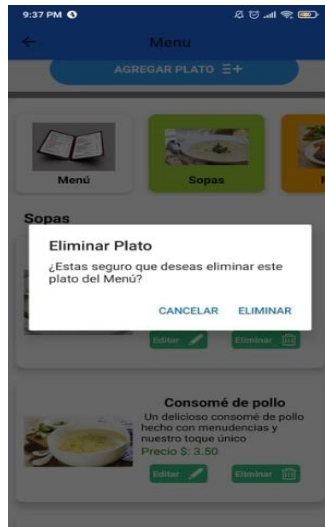 9:37 PM
Menu
AGREGAR PLATO
Menú
Sopas
Sopas
Eliminar Plato
¿Estas seguro que deseas eliminar este
plato del Menú?
CANCELAR
ELIMINAR
Editar
Eliminar
Consomé de pollo
Un delicioso consomé de pollo
hecho con menudencias y
nuestro toque único
Precio $: 3.50
Editar
Eliminar